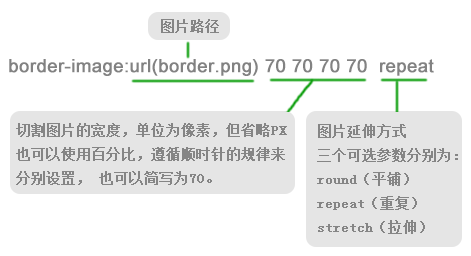 图片路径
border-image:url(border.png) 70 70 70 70 repeat
切割图片的宽度，单位为像素，但省略PX
也可以使用百分比，遵循顺时针的规律来
分别设置， 也可以简写为70。
图片延伸方式
三个可选参数分别为：
round（平铺）
repeat（重复）
stretch（拉伸）